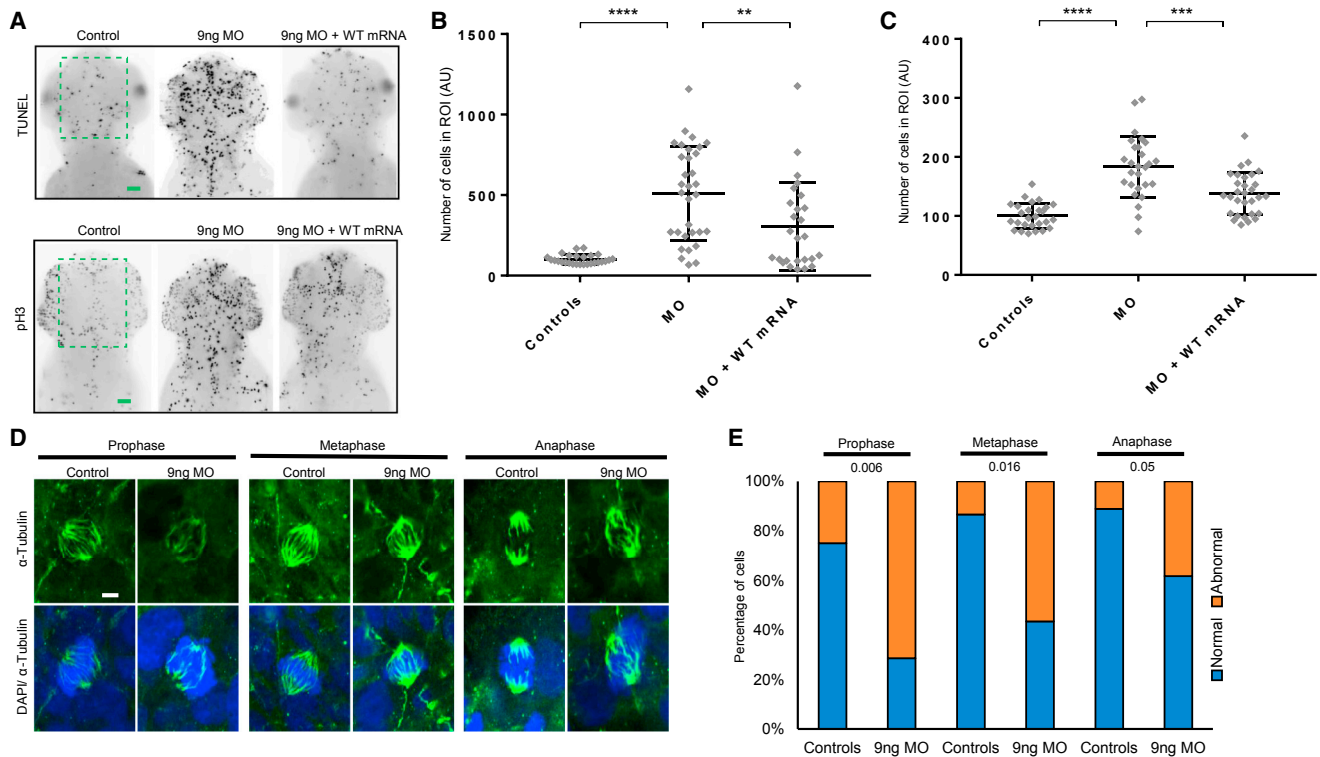 A
Control
9ng MO
9ng MO + WT mRNA
TUNEL
Control
9ng MO
9ng MO + WT mRNA
pH3
B
****
**
Number of cells in ROI (AU)
1500
1000
500
0
Controls
MO
MO + WT mRNA
C
****
***
Number of cells in ROI (AU)
400
300
200
100
0
Controls
MO
MO + WT mRNA
D
Prophase
Metaphase
Anaphase
Control
9ng MO
Control
9ng MO
Control
9ng MO
α-Tubulin
DAPI/ α-Tubulin
E
Prophase
Metaphase
Anaphase
0.006
0.016
0.05
Percentage of cells
100%
80%
60%
40%
20%
0%
Controls
9ng MO
Controls
9ng MO
Controls
9ng MO
Normal
Abnormal